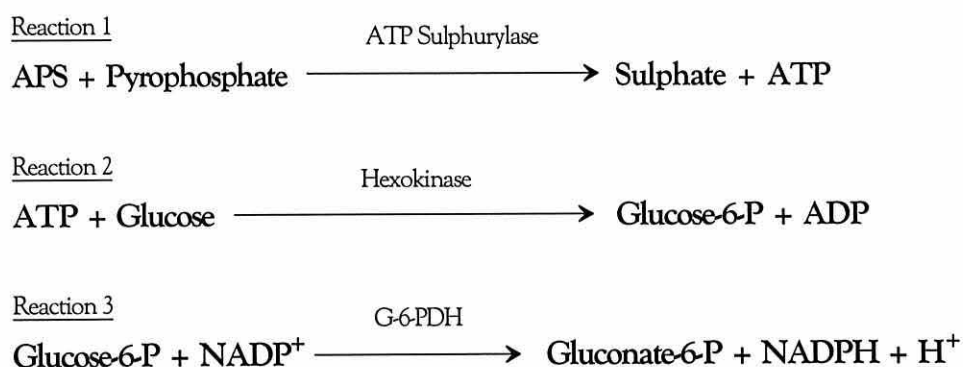 Reaction 1
ATP Sulphurylase
APS + Pyrophosphate ⟶ Sulphate + ATP
Reaction 2
Hexokinase
ATP + Glucose ⟶ Glucose-6-P + ADP
Reaction 3
G-6-PDH
Glucose-6-P + NADP⁺ ⟶ Gluconate-6-P + NADPH + H⁺